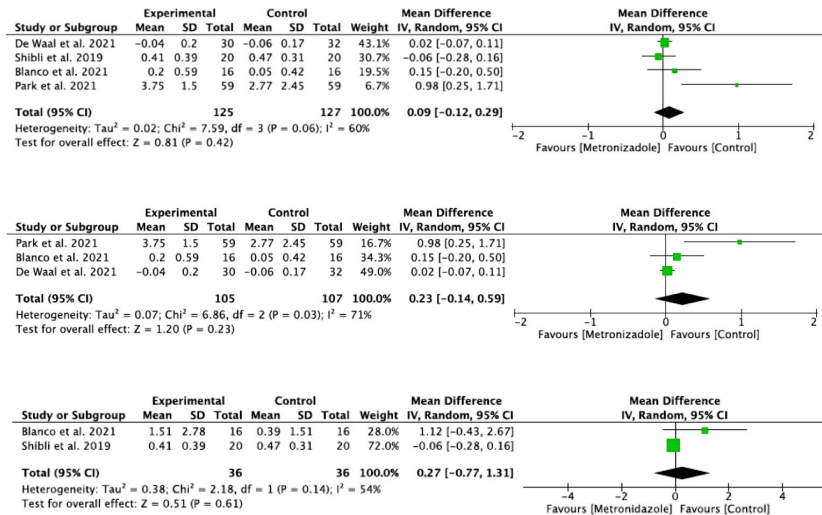 Experimental Control Mean Difference Mean Difference
Study or Subgroup Mean SD Total Mean SD Total Weight IV, Random, 95% CI IV, Random, 95% CI
De Waal et al. 2021 -0.04 0.2 30 -0.06 0.17 32 43.1% 0.02 [-0.07, 0.11]
Shibli et al. 2019 0.41 0.39 20 0.47 0.31 20 30.7% -0.06 [-0.28, 0.16]
Blanco et al. 2021 0.2 0.59 16 0.05 0.42 16 19.5% 0.15 [-0.20, 0.50]
Park et al. 2021 3.75 1.5 59 2.77 2.45 59 6.7% 0.98 [0.25, 1.71]
Total (95% CI) 125 127 100.0% 0.09 [-0.12, 0.29]
Heterogeneity: Tau² = 0.02; Chi² = 7.59, df = 3 (P = 0.06); I² = 60%
Test for overall effect: Z = 0.81 (P = 0.42)
-2 -1 0 1 2
Favours [Metronizadole] Favours [Control]
Experimental Control Mean Difference Mean Difference
Study or Subgroup Mean SD Total Mean SD Total Weight IV, Random, 95% CI IV, Random, 95% CI
Park et al. 2021 3.75 1.5 59 2.77 2.45 59 16.7% 0.98 [0.25, 1.71]
Blanco et al. 2021 0.2 0.59 16 0.05 0.42 16 34.3% 0.15 [-0.20, 0.50]
De Waal et al. 2021 -0.04 0.2 30 -0.06 0.17 32 49.0% 0.02 [-0.07, 0.11]
Total (95% CI) 105 107 100.0% 0.23 [-0.14, 0.59]
Heterogeneity: Tau² = 0.07; Chi² = 6.86, df = 2 (P = 0.03); I² = 71%
Test for overall effect: Z = 1.20 (P = 0.23)
-2 -1 0 1 2
Favours [Metronizadole] Favours [Control]
Experimental Control Mean Difference Mean Difference
Study or Subgroup Mean SD Total Mean SD Total Weight IV, Random, 95% CI IV, Random, 95% CI
Blanco et al. 2021 1.51 2.78 16 0.39 1.51 16 28.0% 1.12 [-0.43, 2.67]
Shibli et al. 2019 0.41 0.39 20 0.47 0.31 20 72.0% -0.06 [-0.28, 0.16]
Total (95% CI) 36 36 100.0% 0.27 [-0.77, 1.31]
Heterogeneity: Tau² = 0.38; Chi² = 2.18, df = 1 (P = 0.14); I² = 54%
Test for overall effect: Z = 0.51 (P = 0.61)
-4 -2 0 2 4
Favours [Metronidazole] Favours [Control]